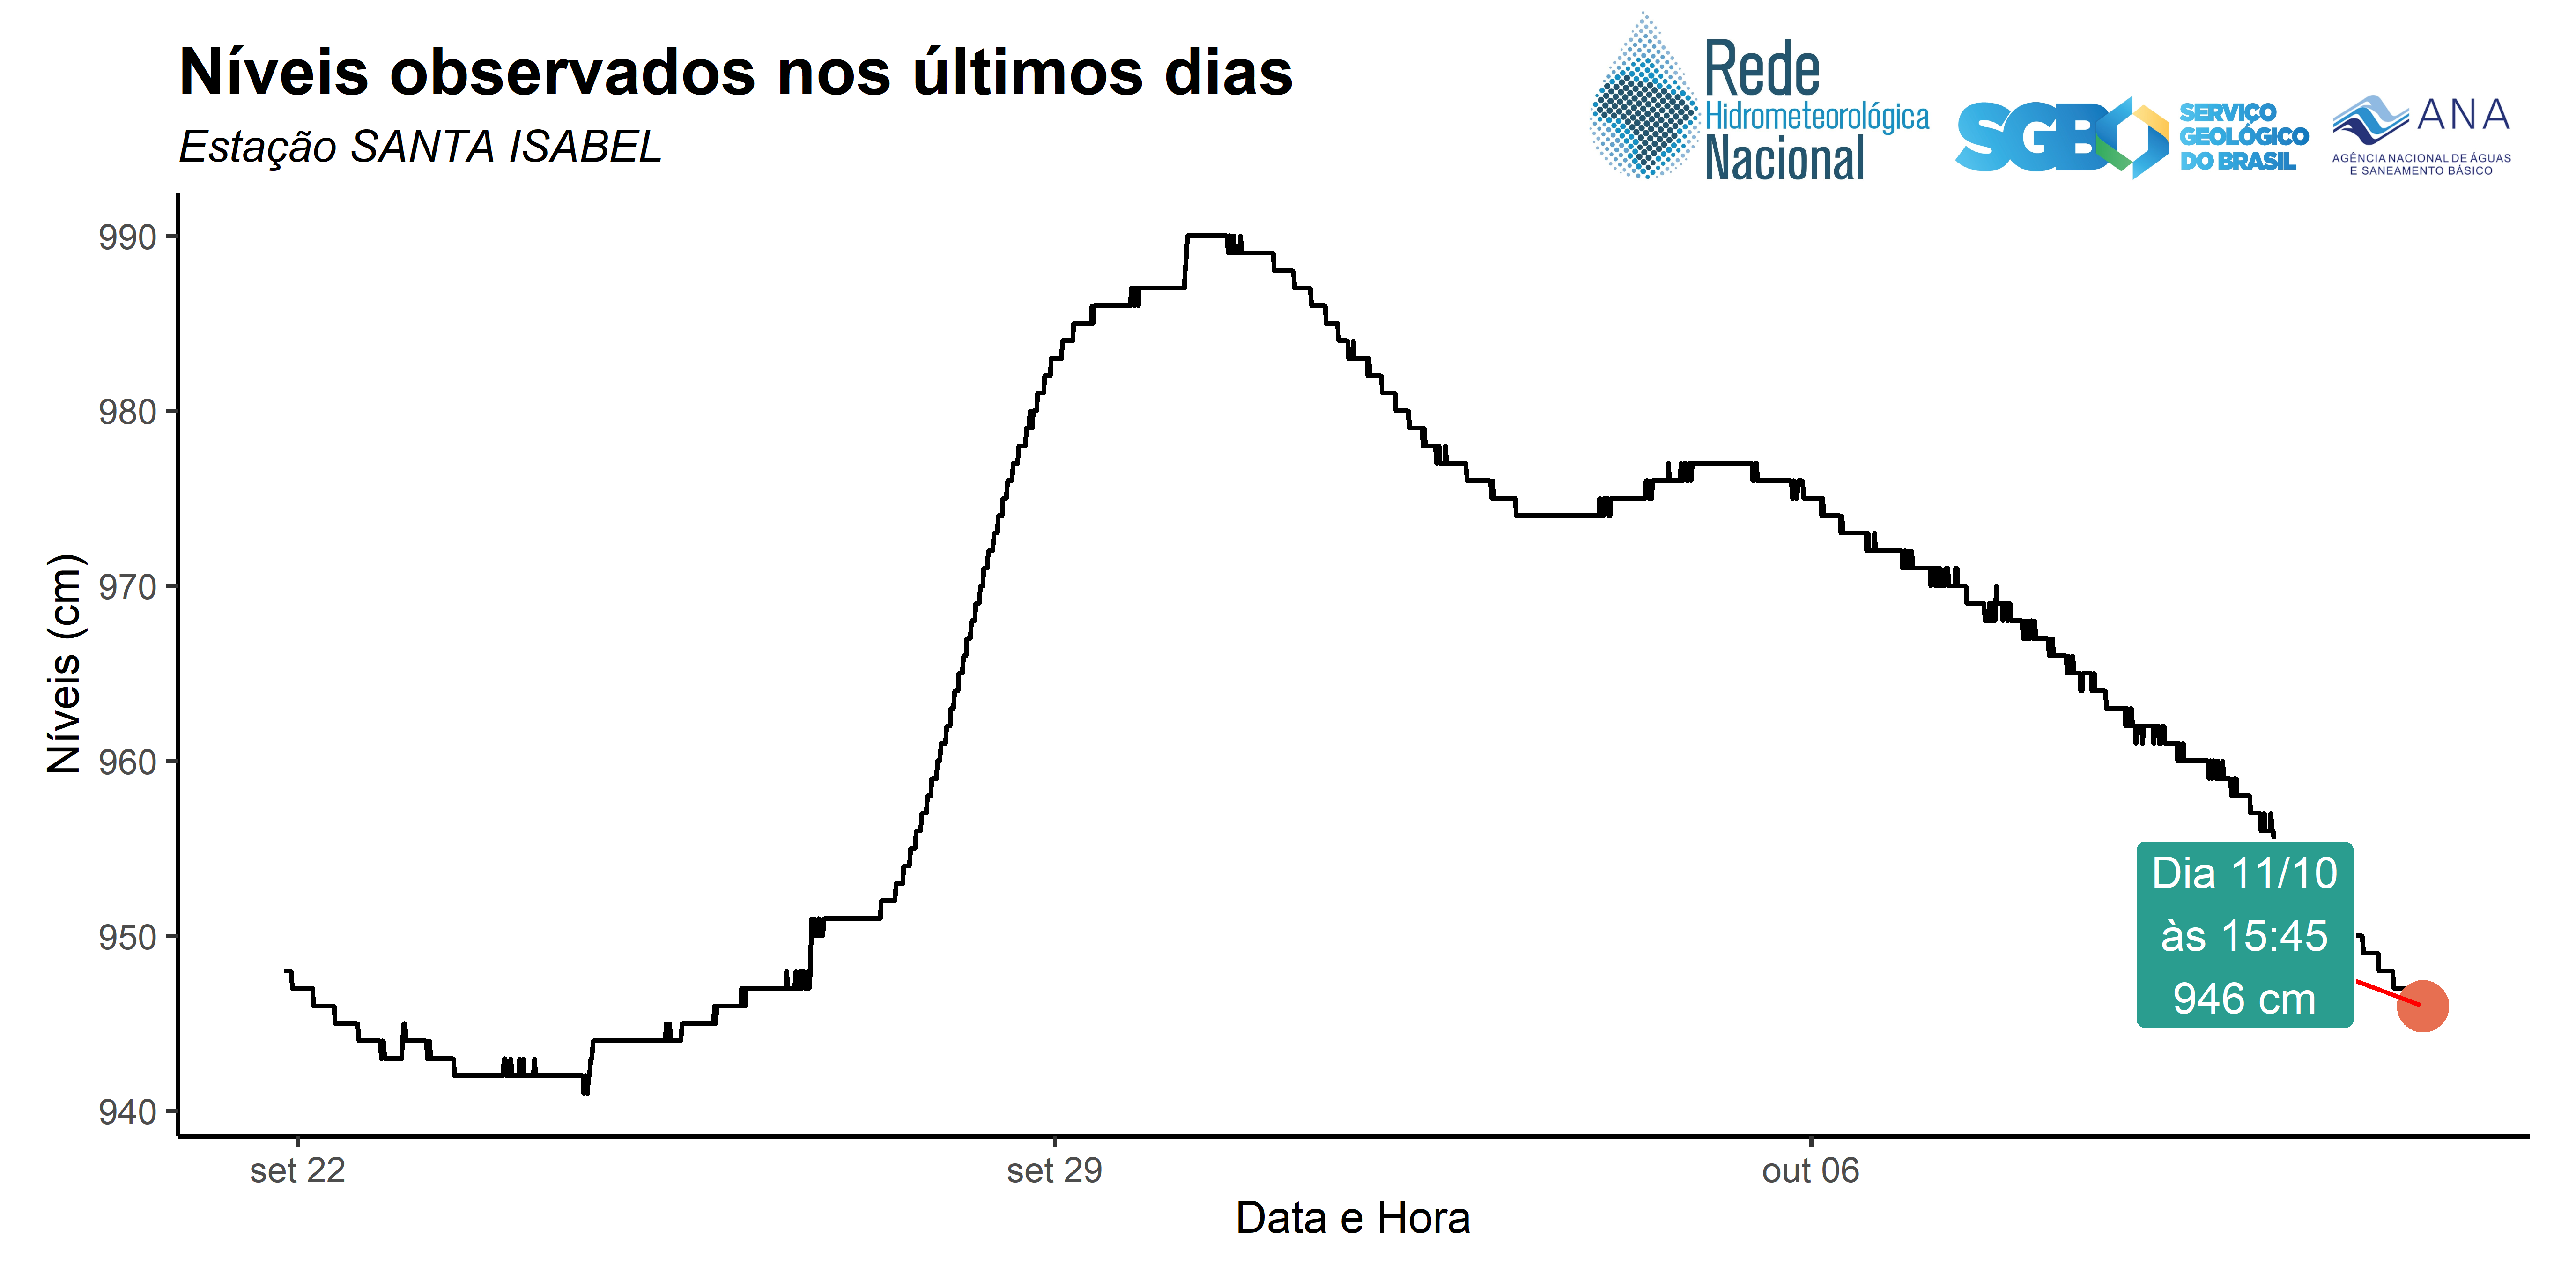 Níveis observados nos últimos dias
Estação SANTA ISABEL
Rede
Hidrometeorológica
Nacional
SGB
SERVIÇO
GEOLÓGICO
DO BRASIL
ANA
AGÊNCIA NACIONAL DE ÁGUAS
E SANEAMENTO BÁSICO
Níveis (cm)
990
980
970
960
950
940
Dia 11/10
às 15:45
946 cm
set 22
set 29
out 06
Data e Hora